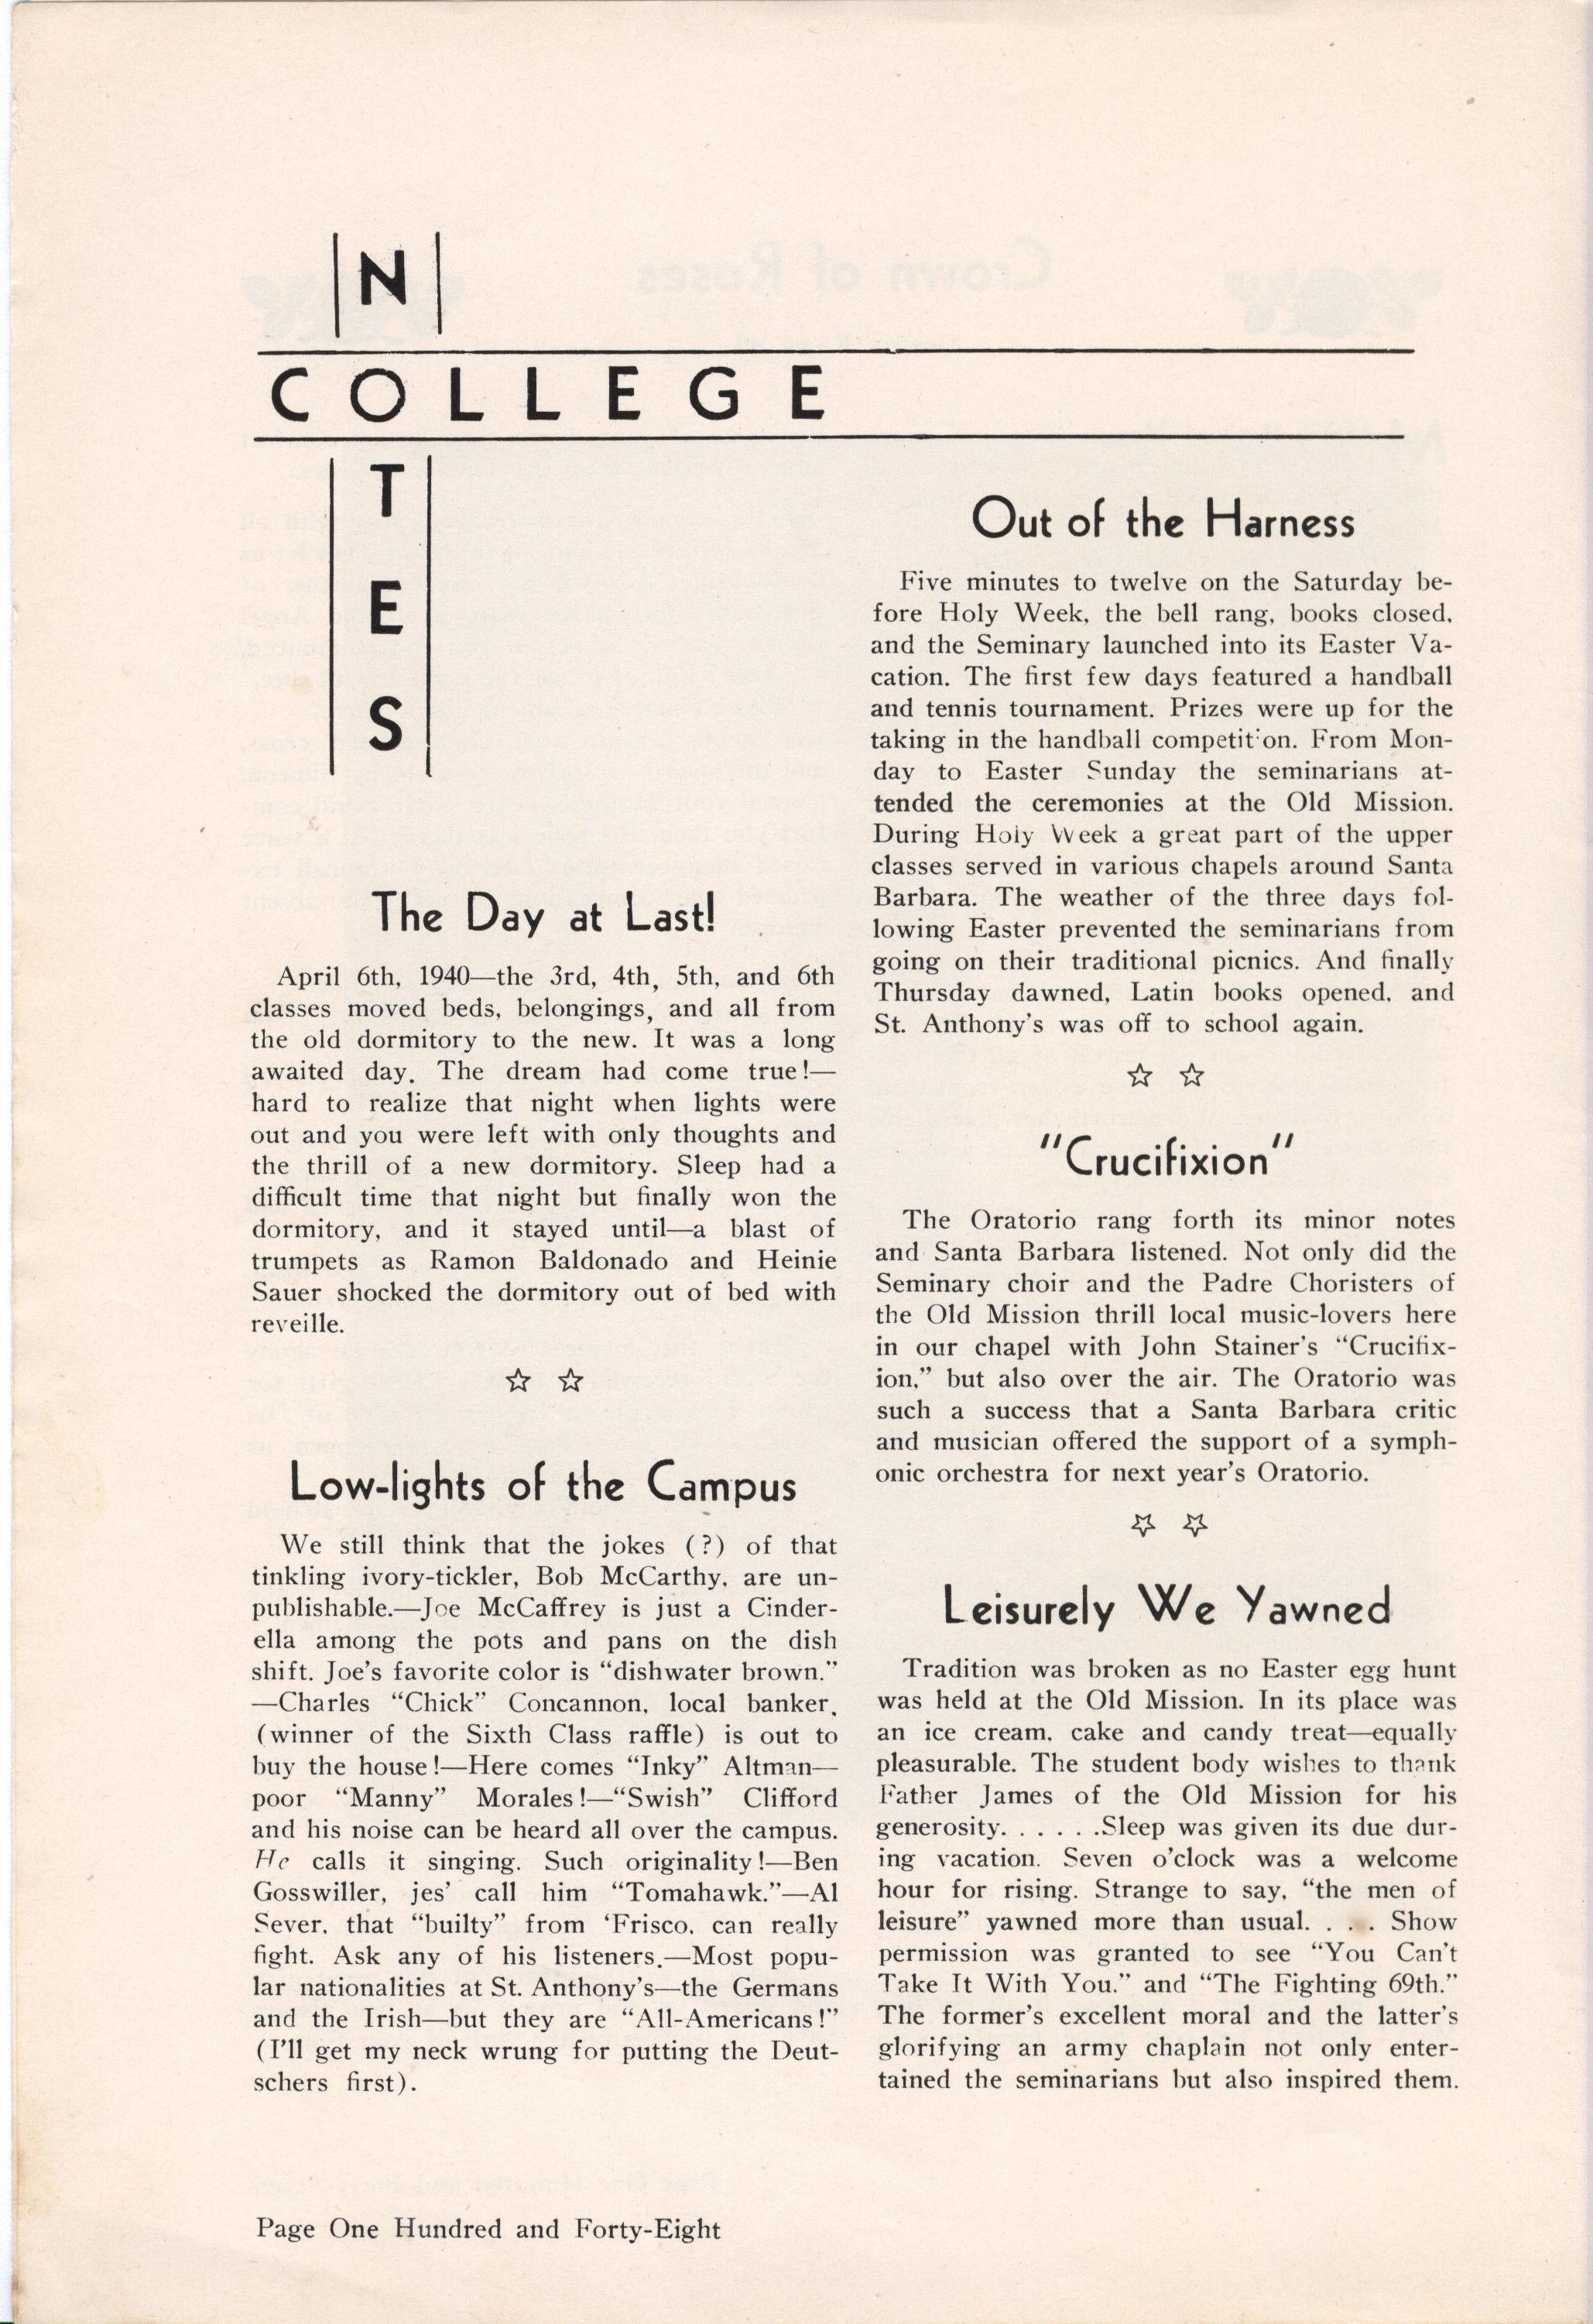 N
COLLEGE
T
E
S
The Day at Last!
April 6th, 1940—the 3rd, 4th, 5th, and 6th
classes moved beds, belongings, and all from
the old dormitory to the new. It was a long
awaited day. The dream had come true!—
hard to realize that night when lights were
out and you were left with only thoughts and
the thrill of a new dormitory. Sleep had a
difficult time that night but finally won the
dormitory, and it stayed until—a blast of
trumpets as Ramon Baldonado and Heinie
Sauer shocked the dormitory out of bed with
reveille.
☆ ☆
Low-lights of the Campus
We still think that the jokes (?) of that
tinkling ivory-tickler, Bob McCarthy, are un-
publishable.—Joe McCaffrey is just a Cinder-
ella among the pots and pans on the dish
shift. Joe's favorite color is "dishwater brown."
—Charles "Chick" Concannon, local banker,
(winner of the Sixth Class raffle) is out to
buy the house!—Here comes "Inky" Altman—
poor "Manny" Morales!—"Swish" Clifford
and his noise can be heard all over the campus.
He calls it singing. Such originality!—Ben
Gosswiller, jes' call him "Tomahawk."—Al
Sever, that "builty" from 'Frisco, can really
fight. Ask any of his listeners.—Most popu-
lar nationalities at St. Anthony's—the Germans
and the Irish—but they are "All-Americans!"
(I'll get my neck wrung for putting the Deut-
schers first).
Out of the Harness
Five minutes to twelve on the Saturday be-
fore Holy Week, the bell rang, books closed,
and the Seminary launched into its Easter Va-
cation. The first few days featured a handball
and tennis tournament. Prizes were up for the
taking in the handball competition. From Mon-
day to Easter Sunday the seminarians at-
tended the ceremonies at the Old Mission.
During Holy Week a great part of the upper
classes served in various chapels around Santa
Barbara. The weather of the three days fol-
lowing Easter prevented the seminarians from
going on their traditional picnics. And finally
Thursday dawned, Latin books opened, and
St. Anthony's was off to school again.
☆ ☆
"Crucifixion"
The Oratorio rang forth its minor notes
and Santa Barbara listened. Not only did the
Seminary choir and the Padre Choristers of
the Old Mission thrill local music-lovers here
in our chapel with John Stainer's "Crucifix-
ion," but also over the air. The Oratorio was
such a success that a Santa Barbara critic
and musician offered the support of a symph-
onic orchestra for next year's Oratorio.
☆ ☆
Leisurely We Yawned
Tradition was broken as no Easter egg hunt
was held at the Old Mission. In its place was
an ice cream, cake and candy treat—equally
pleasurable. The student body wishes to thank
Father James of the Old Mission for his
generosity. . . . . .Sleep was given its due dur-
ing vacation. Seven o'clock was a welcome
hour for rising. Strange to say, "the men of
leisure" yawned more than usual. . . . Show
permission was granted to see "You Can't
Take It With You," and "The Fighting 69th."
The former's excellent moral and the latter's
glorifying an army chaplain not only enter-
tained the seminarians but also inspired them.
Page One Hundred and Forty-Eight